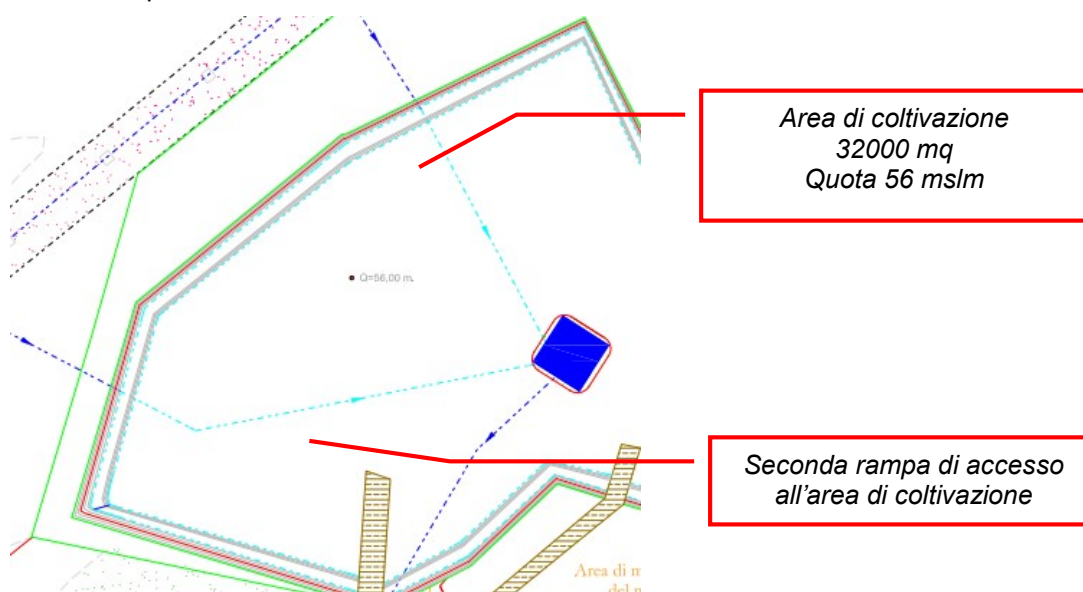 Area di coltivazione
32000 mq
Quota 56 mslm
Q=56,00 m.
Seconda rampa di accesso
all'area di coltivazione
Area di m
del